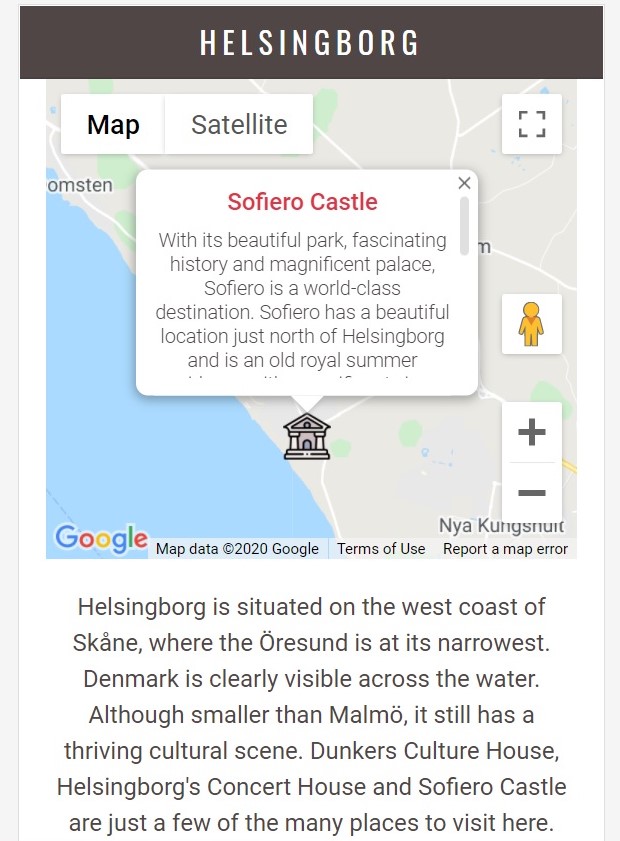 HELSINGBORG
Map
Satellite
omsten
Sofiero Castle
With its beautiful park, fascinating
history and magnificent palace,
Sofiero is a world-class
destination. Sofiero has a beautiful
location just north of Helsingborg
and is an old royal summer
m
Nya Kungshult
Google
Map data ©2020 Google
Terms of Use
Report a map error
Helsingborg is situated on the west coast of
Skåne, where the Öresund is at its narrowest.
Denmark is clearly visible across the water.
Although smaller than Malmö, it still has a
thriving cultural scene. Dunkers Culture House,
Helsingborg's Concert House and Sofiero Castle
are just a few of the many places to visit here.